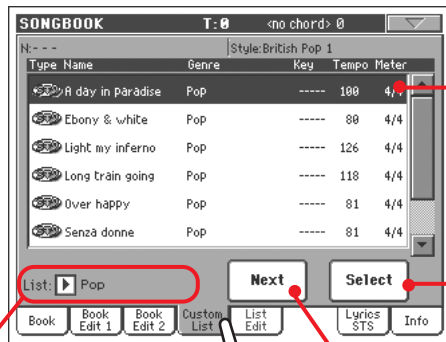 SONGBOOK T:0 <no chord> 0
N:--- Style:British Pop 1
Type Name Genre Key Tempo Meter
A day in paradise Pop ----- 100 4/4
Ebony & white Pop ----- 80 4/4
Light my inferno Pop ----- 126 4/4
Long train going Pop ----- 118 4/4
Over happy Pop ----- 81 4/4
Senza donne Pop ----- 81 4/4
List: Pop Next Select
Book Book Edit 1 Book Edit 2 Custom List List Edit Lyrics STS Info